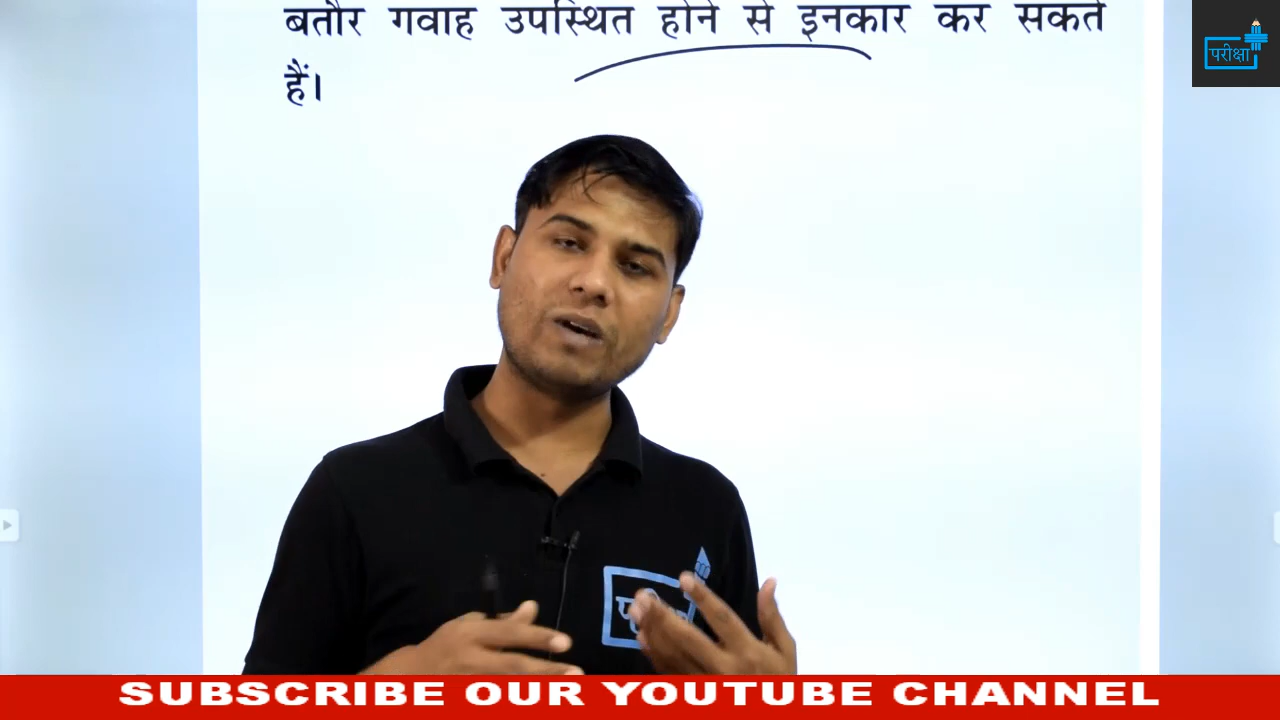 बतौर गवाह उपस्थित होने से इनकार कर सकते
हैं।
परीक्षा
SUBSCRIBE OUR YOUTUBE CHANNEL